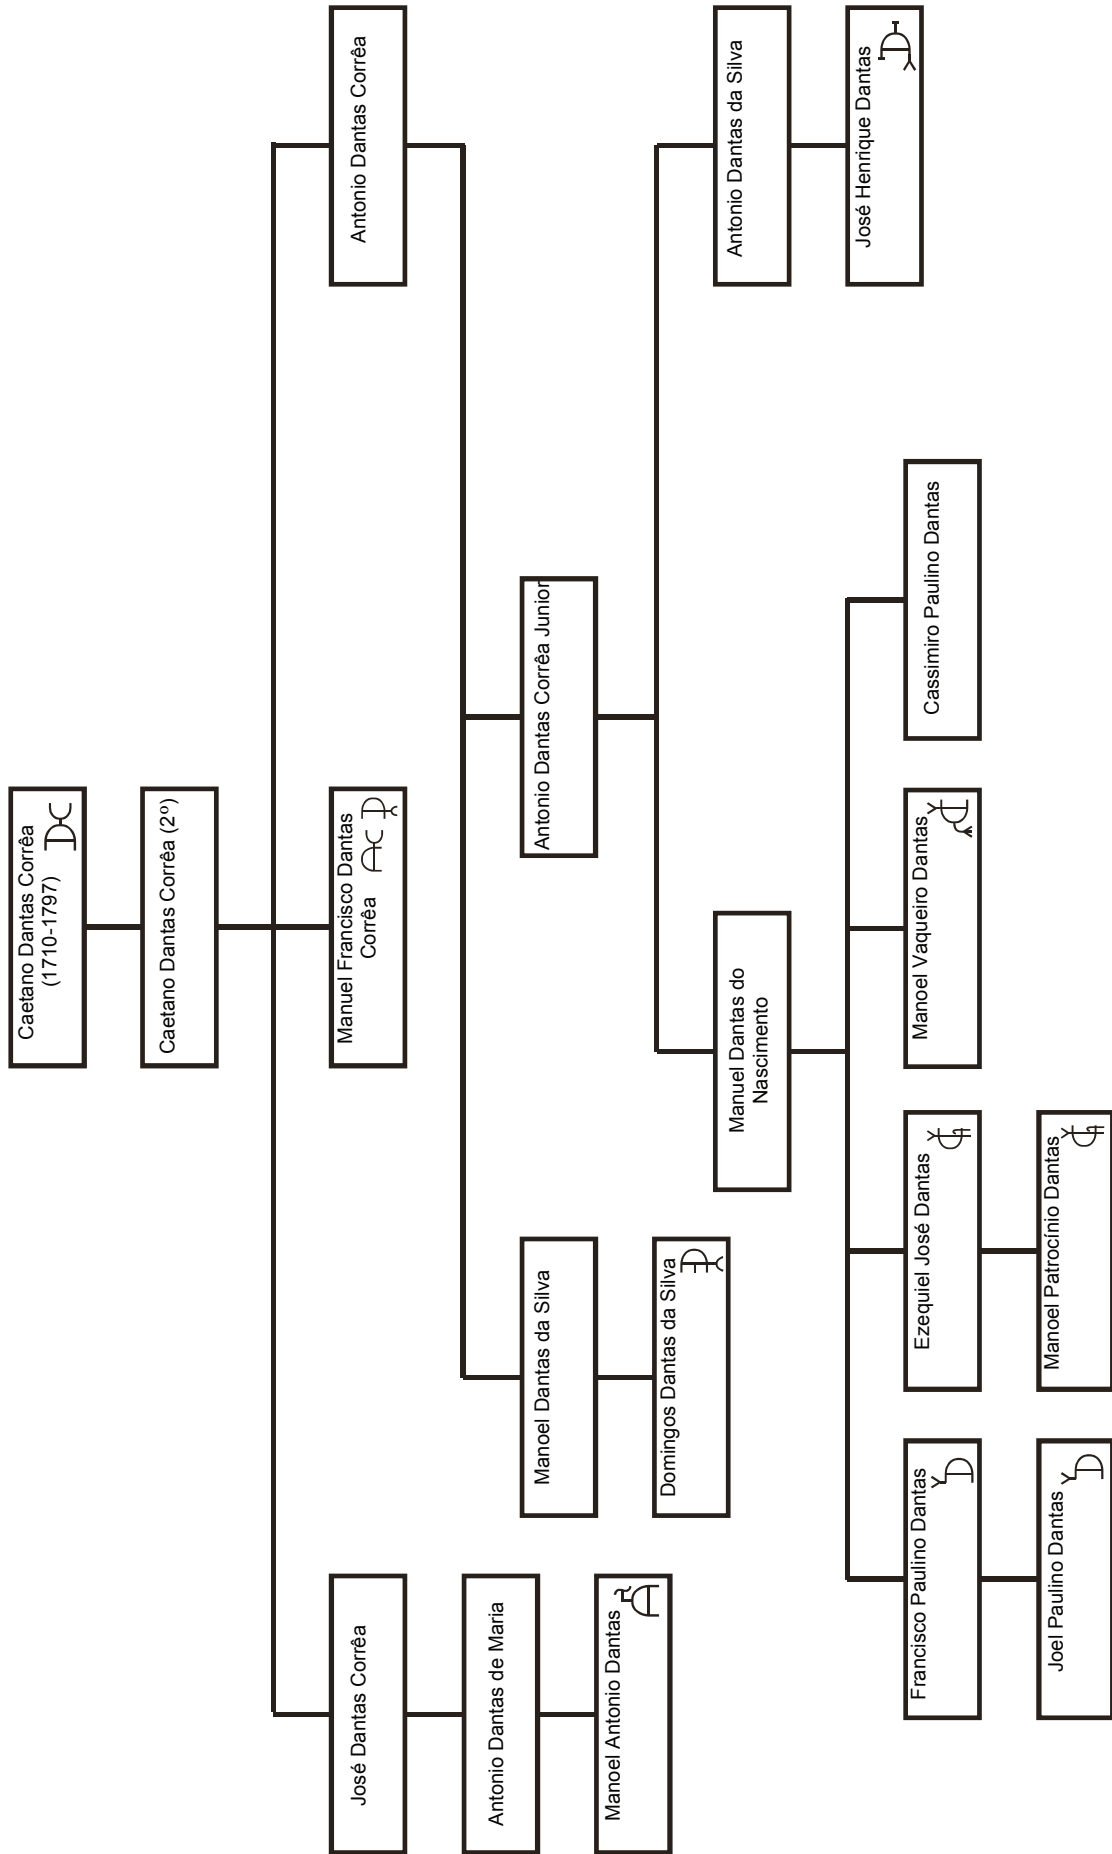 Caetano Dantas Corrêa
(1710-1797)
Caetano Dantas Corrêa (2º)
José Dantas Corrêa
Manuel Francisco Dantas
Corrêa
Antonio Dantas Corrêa
Antonio Dantas de Maria
Manoel Dantas da Silva
Antonio Dantas Corrêa Junior
Manoel Antonio Dantas
Domingos Dantas da Silva
Manuel Dantas do
Nascimento
Antonio Dantas da Silva
José Henrique Dantas
Francisco Paulino Dantas
Ezequiel José Dantas
Manoel Vaqueiro Dantas
Cassimiro Paulino Dantas
Joel Paulino Dantas
Manoel Patrocínio Dantas